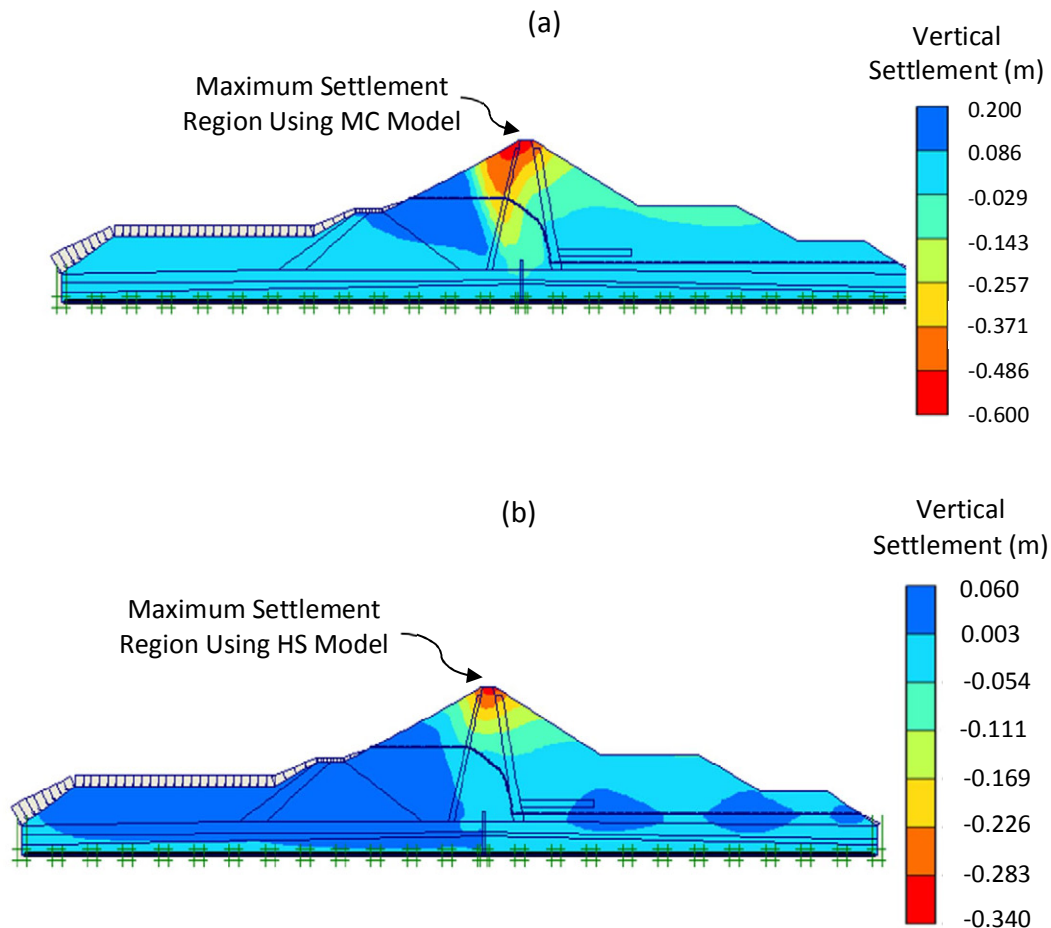 (a)
Vertical
Settlement (m)
Maximum Settlement
Region Using MC Model
0.200
0.086
-0.029
-0.143
-0.257
-0.371
-0.486
-0.600
(b)
Vertical
Settlement (m)
Maximum Settlement
Region Using HS Model
0.060
0.003
-0.054
-0.111
-0.169
-0.226
-0.283
-0.340